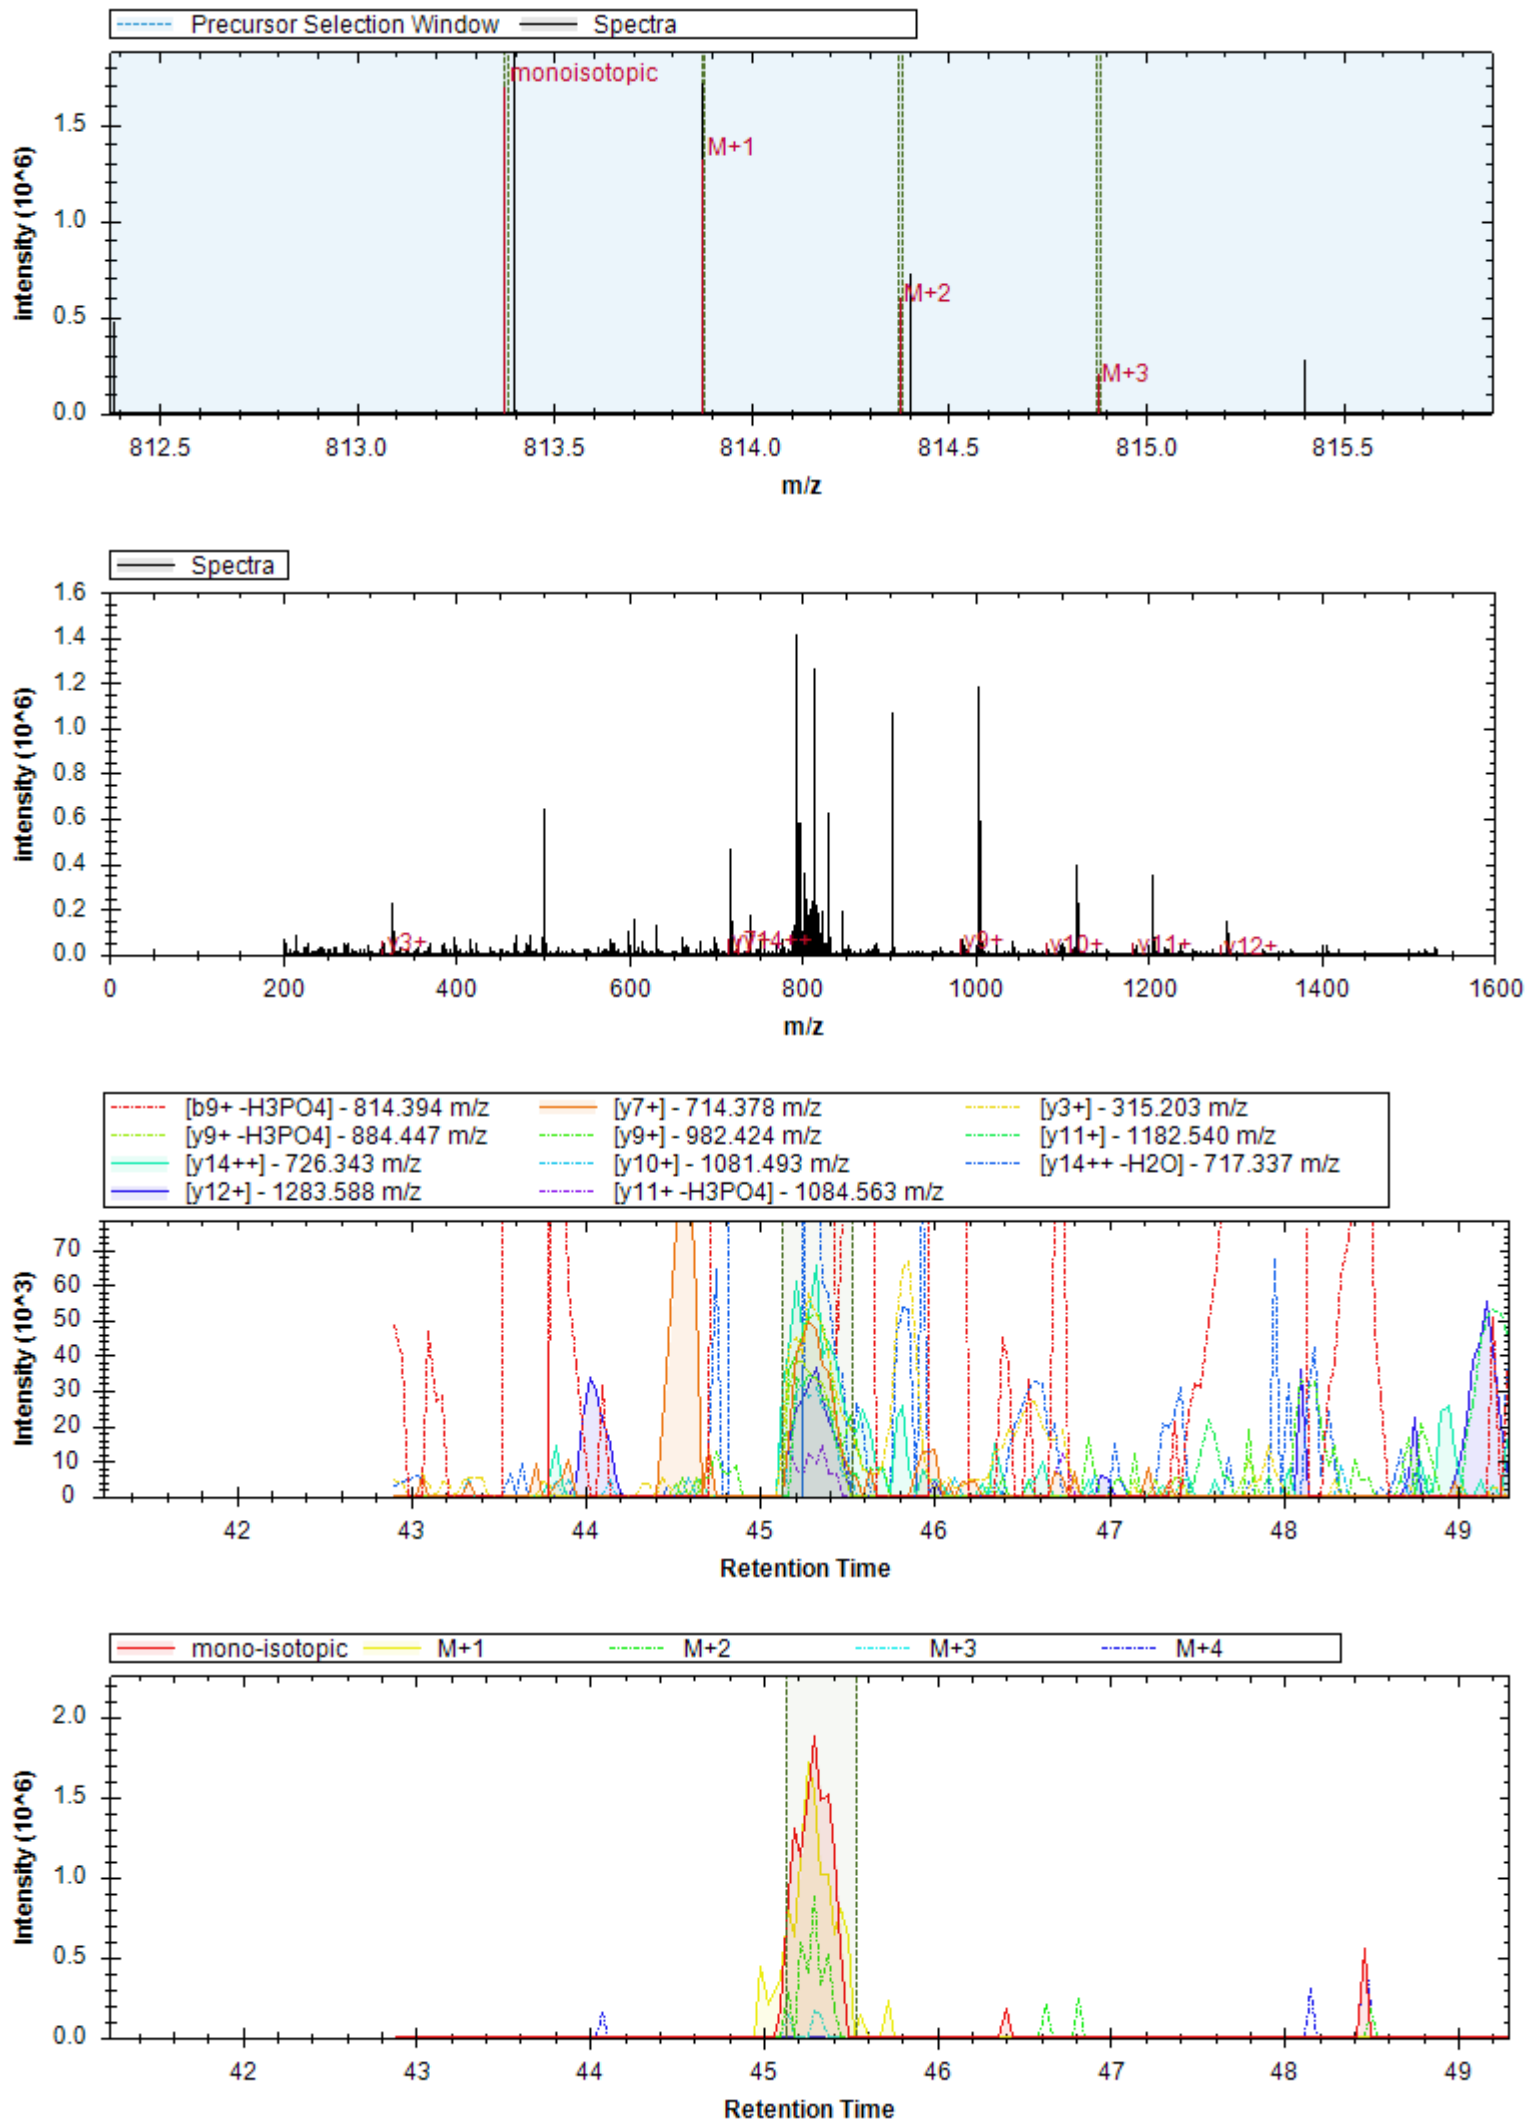 Precursor Selection Window Spectra
monoisotopic
M+1
M+2
M+3
intensity (10^6)
1.5
1.0
0.5
0.0
812.5 813.0 813.5 814.0 814.5 815.0 815.5
m/z
Spectra
intensity (10^6)
1.6
1.4
1.2
1.0
0.8
0.6
0.4
0.2
0.0
y3+ y14++ y9+ y10+ y11+ y12+
0 200 400 600 800 1000 1200 1400 1600
m/z
[b9+ -H3PO4] - 814.394 m/z [y7+] - 714.378 m/z [y3+] - 315.203 m/z
[y9+ -H3PO4] - 884.447 m/z [y9+] - 982.424 m/z [y11+] - 1182.540 m/z
[y14++] - 726.343 m/z [y10+] - 1081.493 m/z [y14++ -H2O] - 717.337 m/z
[y12+] - 1283.588 m/z [y11+ -H3PO4] - 1084.563 m/z
Intensity (10^3)
70
60
50
40
30
20
10
0
42 43 44 45 46 47 48 49
Retention Time
mono-isotopic M+1 M+2 M+3 M+4
Intensity (10^6)
2.0
1.5
1.0
0.5
0.0
42 43 44 45 46 47 48 49
Retention Time